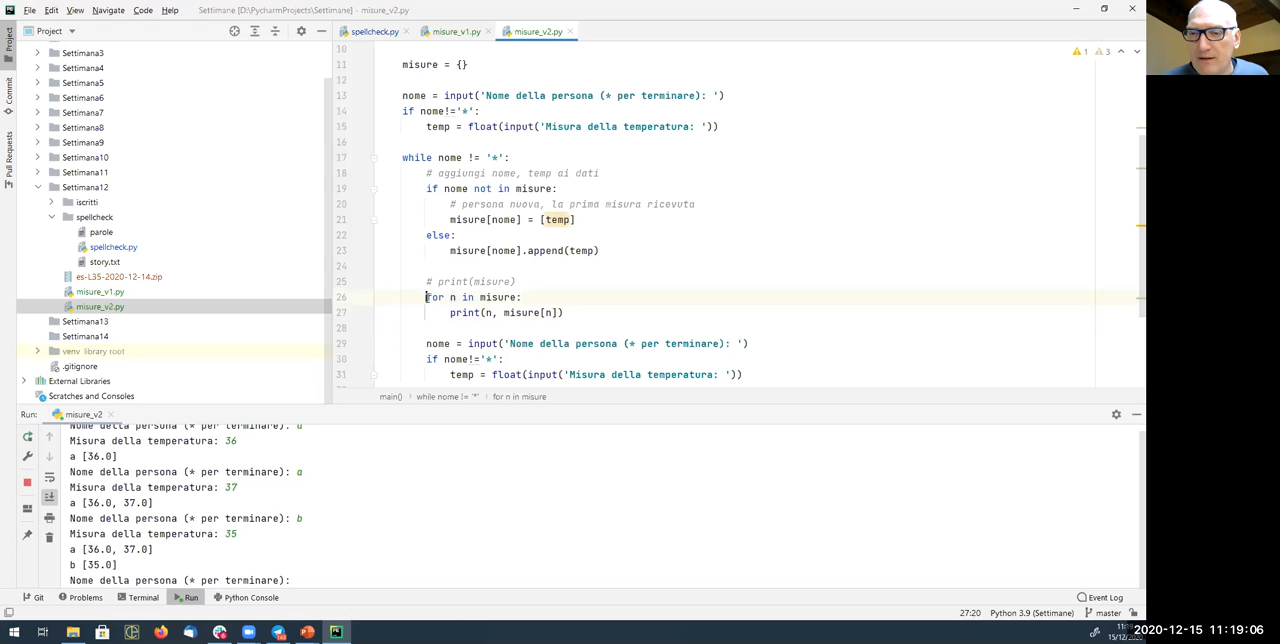 File Edit View Navigate Code Help Settimane [D:\PycharmProjects\Settimane] - misure_v2.py
Project
spellcheck.py
misure_v1.py
misure_v2.py
Project
Commit
Pull Requests
Settimana3
Settimana4
Settimana5
Settimana6
Settimana7
Settimana8
Settimana9
Settimana10
Settimana11
Settimana12
iscritti
spellcheck
parole
spellcheck.py
story.txt
es-L35-2020-12-14.zip
misure_v1.py
misure_v2.py
Settimana13
Settimana14
venv library root
.gitignore
External Libraries
Scratches and Consoles
1 3
10
11 misure = {}
12
13 nome = input('Nome della persona (* per terminare): ')
14 if nome!='*':
15 temp = float(input('Misura della temperatura: '))
16
17 while nome != '*':
18 # aggiungi nome, temp ai dati
19 if nome not in misure:
20 # persona nuova, la prima misura ricevuta
21 misure[nome] = [temp]
22 else:
23 misure[nome].append(temp)
24
25 # print(misure)
26 for n in misure:
27 print(n, misure[n])
28
29 nome = input('Nome della persona (* per terminare): ')
30 if nome!='*':
31 temp = float(input('Misura della temperatura: '))
main() while nome != '*' for n in misure
Run: misure_v2
Nome della persona (* per terminare): a
Misura della temperatura: 36
a [36.0]
Nome della persona (* per terminare): a
Misura della temperatura: 37
a [36.0, 37.0]
Nome della persona (* per terminare): b
Misura della temperatura: 35
a [36.0, 37.0]
b [35.0]
Nome della persona (* per terminare):
Git Problems Terminal Run Python Console Event Log
27:20 Python 3.9 (Settimane) master
2020-12-15 11:19:06